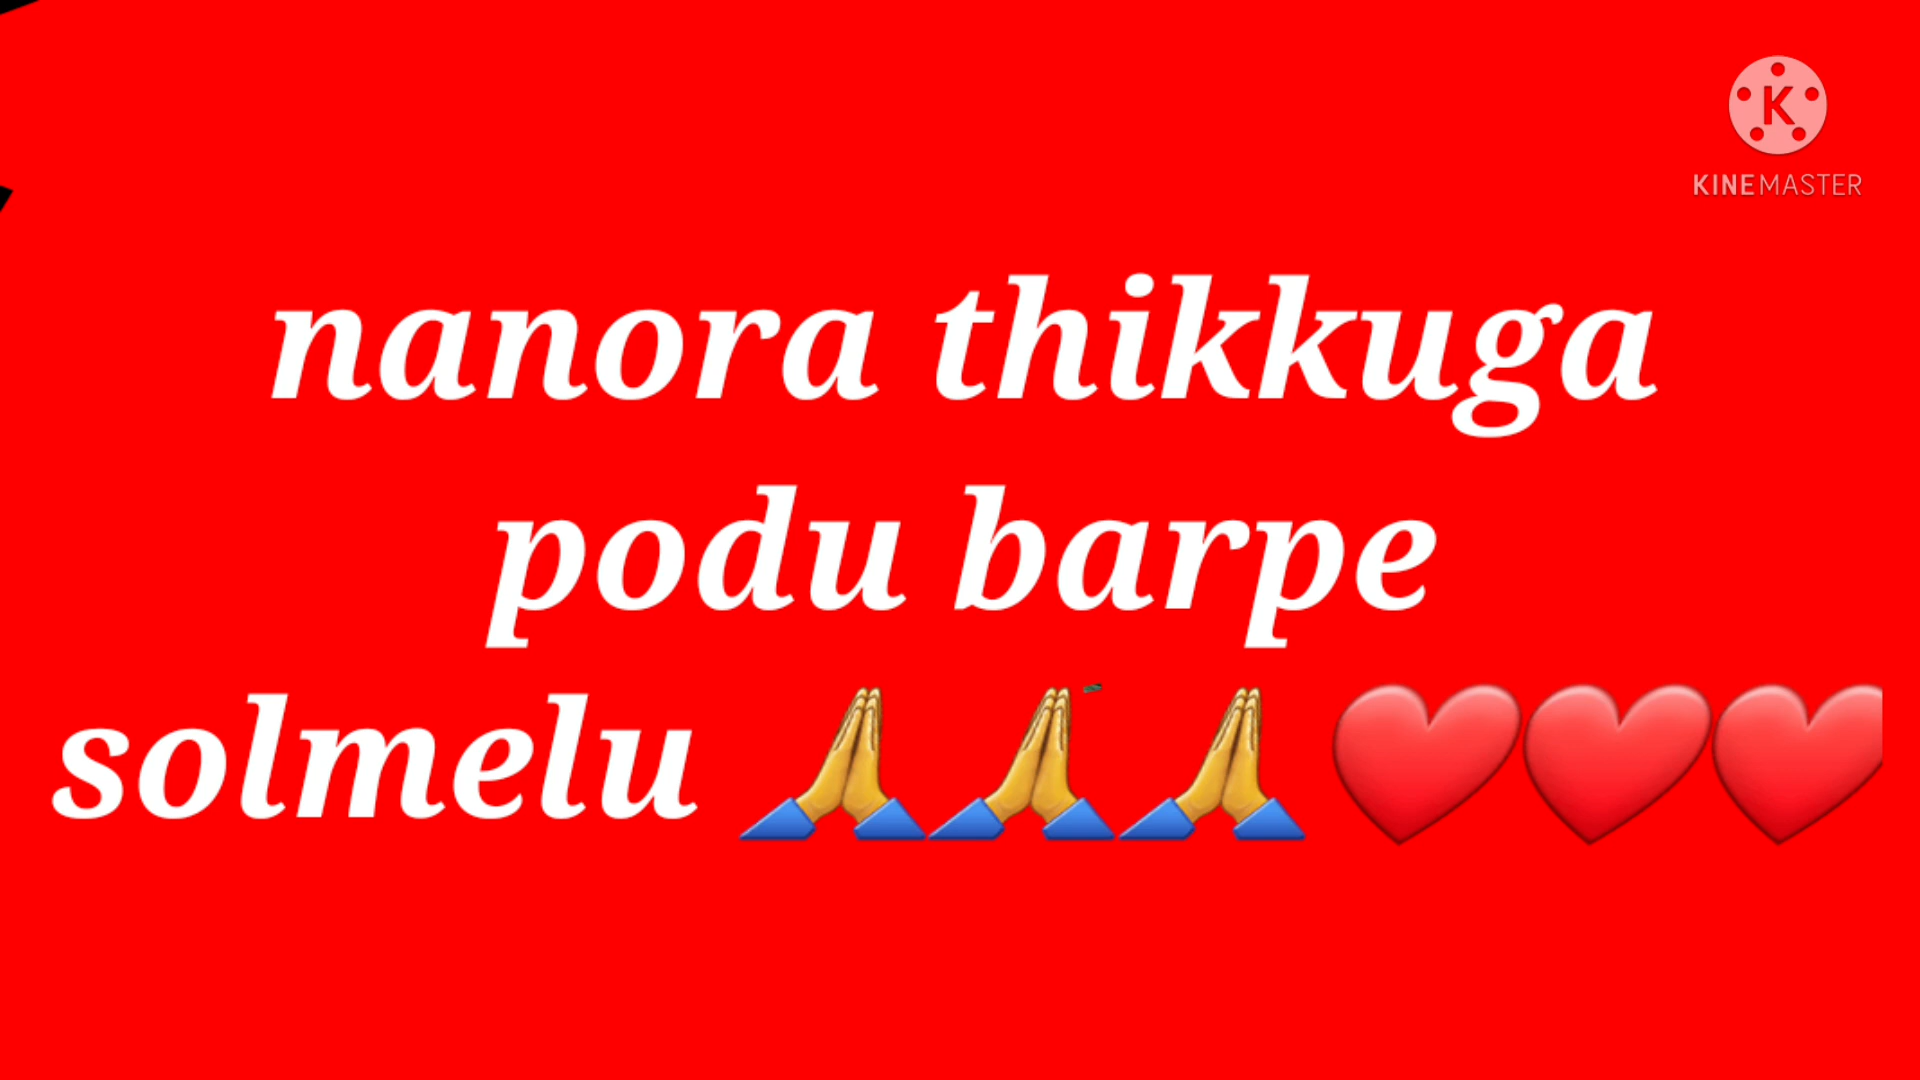 KINEMASTER
nanora thikkuga
podu barpe
solmelu 🙏🙏🙏❤️❤️❤️